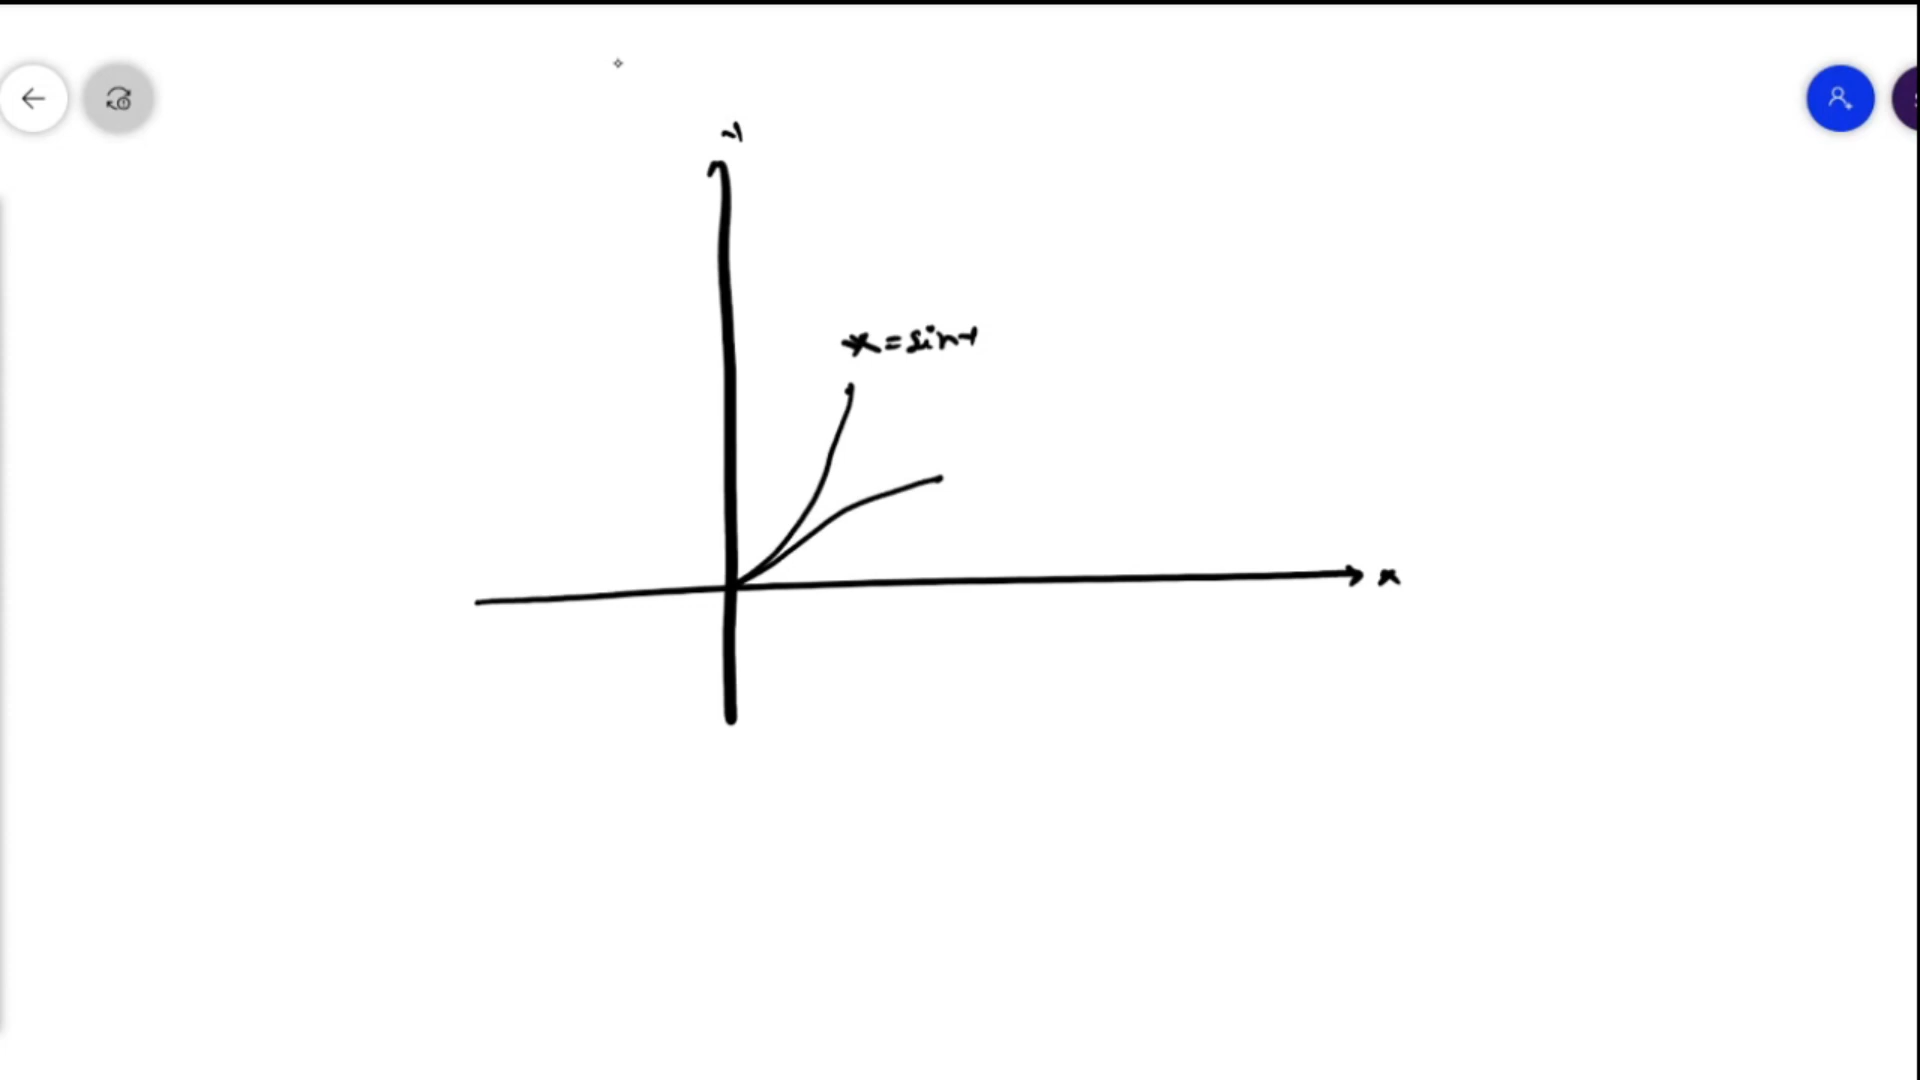 y
x = sin y
x